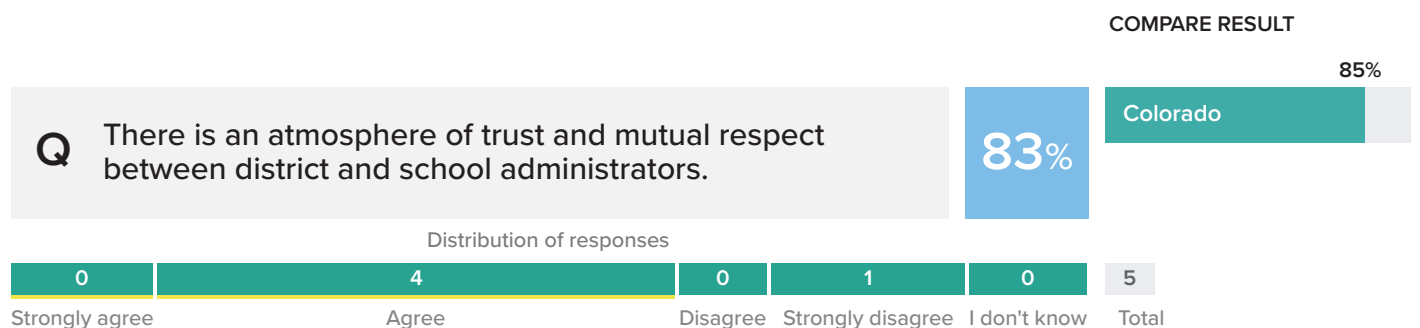 COMPARE RESULT
85%
Q There is an atmosphere of trust and mutual respect
between district and school administrators.
83%
Colorado
Distribution of responses
0 4 0 1 0 5
Strongly agree Agree Disagree Strongly disagree I don't know Total